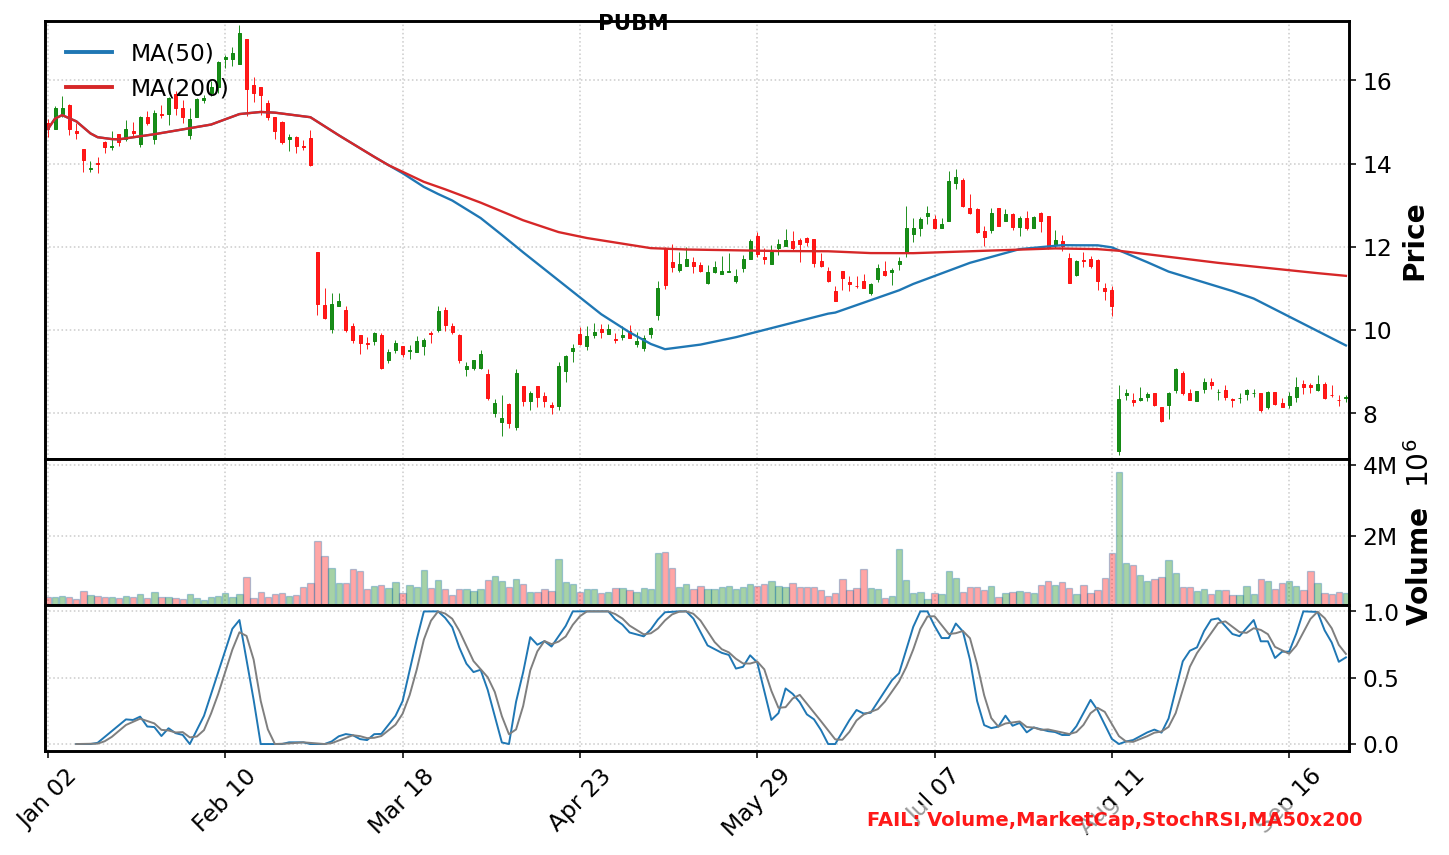 PUBM
MA(50)
MA(200)
16
14
12
10
8
Price
4M
2M
Volume 10^6
1.0
0.5
0.0
Jan 02
Feb 10
Mar 18
Apr 23
May 29
Jul 07
Aug 11
Sep 16
FAIL: Volume,MarketCap,StochRSI,MA50x200